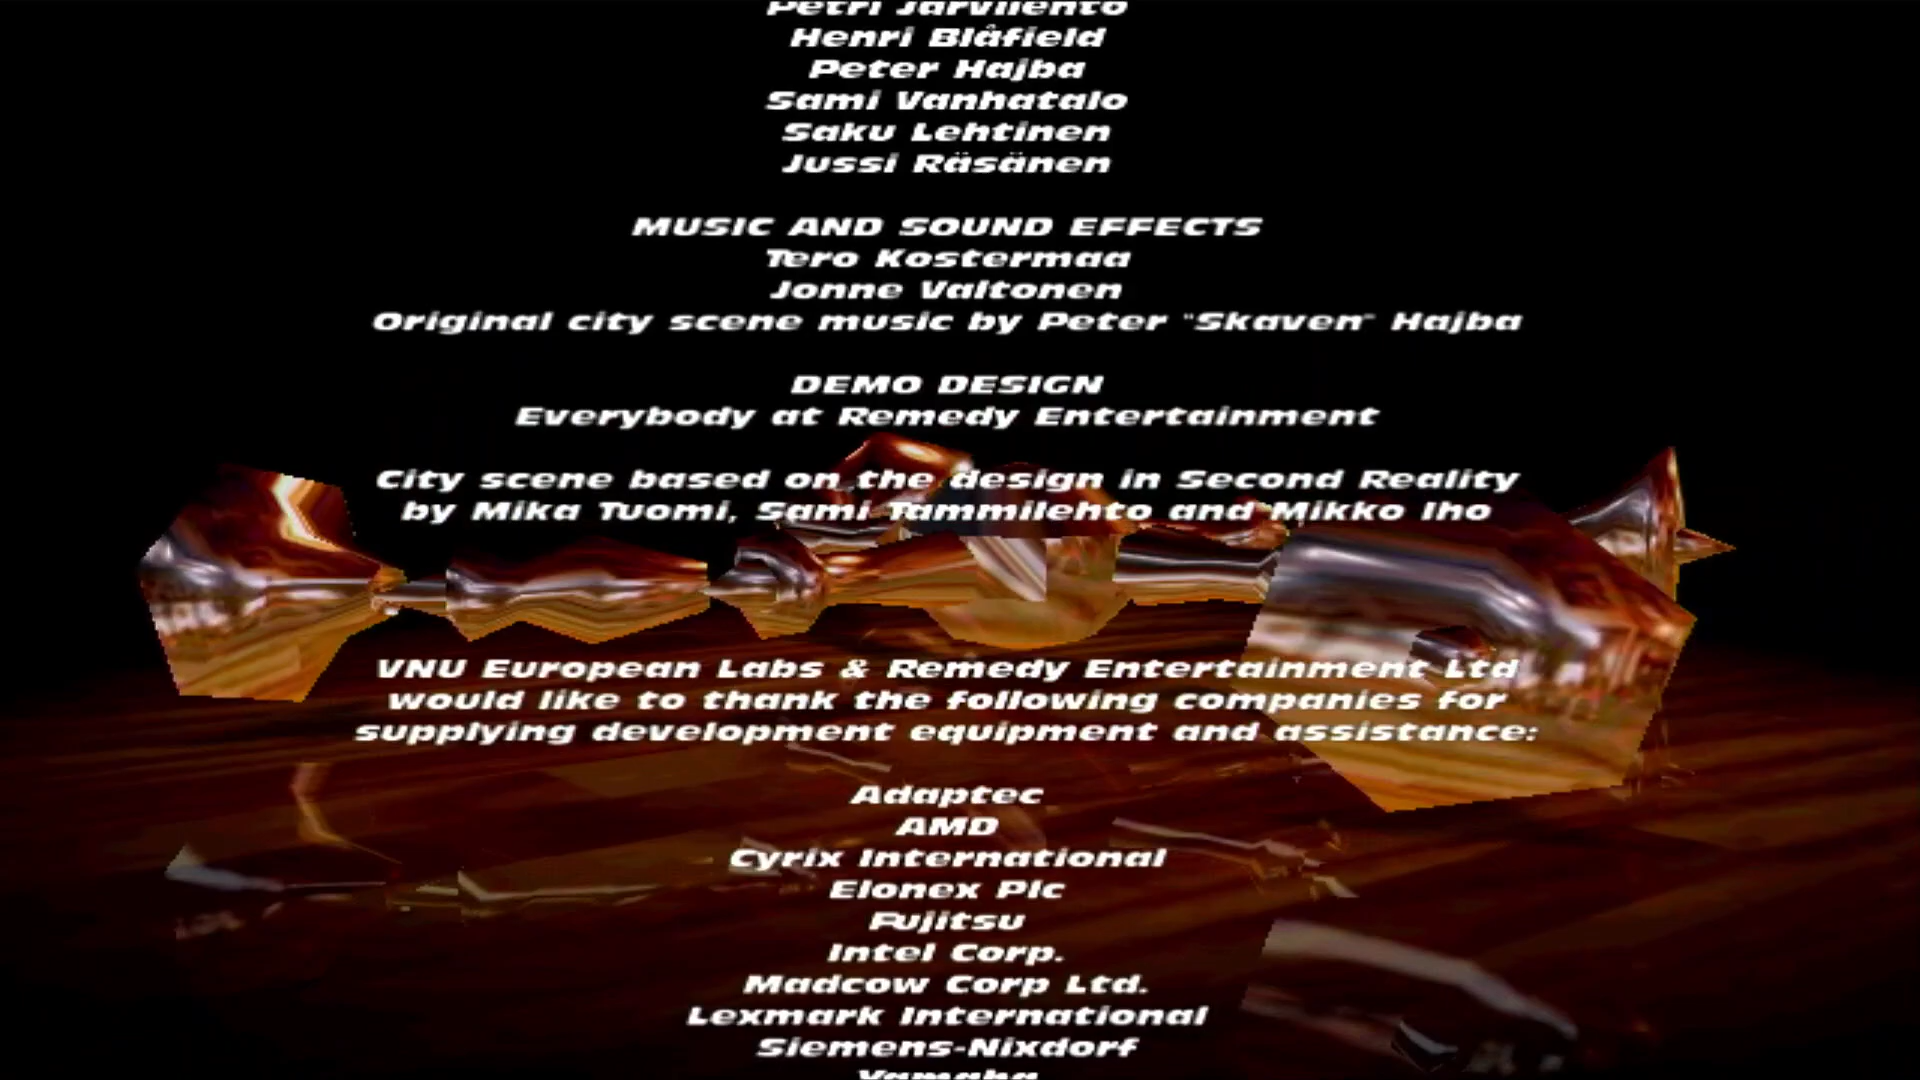 Petri Järvilehto
Henri Blåfield
Peter Hajba
Sami Vanhatalo
Saku Lehtinen
Jussi Räsänen
MUSIC AND SOUND EFFECTS
Tero Kostermaa
Jonne Valtonen
Original city scene music by Peter "Skaven" Hajba
DEMO DESIGN
Everybody at Remedy Entertainment
City scene based on the design in Second Reality
by Mika Tuomi, Sami Tammilehto and Mikko Iho
VNU European Labs & Remedy Entertainment Ltd
would like to thank the following companies for
supplying development equipment and assistance:
Adaptec
AMD
Cyrix International
Elonex Plc
Fujitsu
Intel Corp.
Madcow Corp Ltd.
Lexmark International
Siemens-Nixdorf
Yamaha